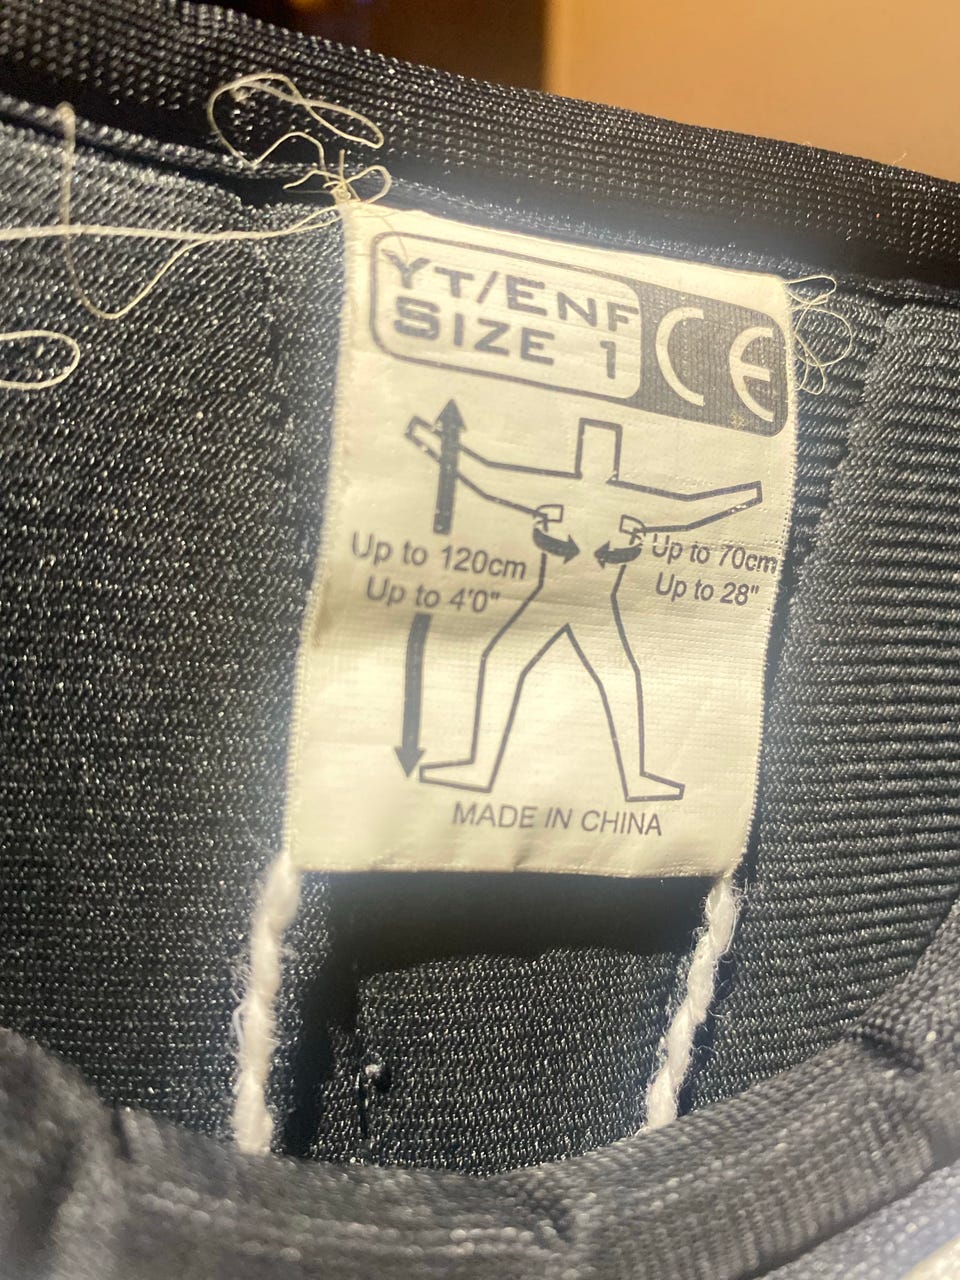 YT/ENF
SIZE 1
CE
Up to 120cm
Up to 4'0"
Up to 70cm
Up to 28"
MADE IN CHINA